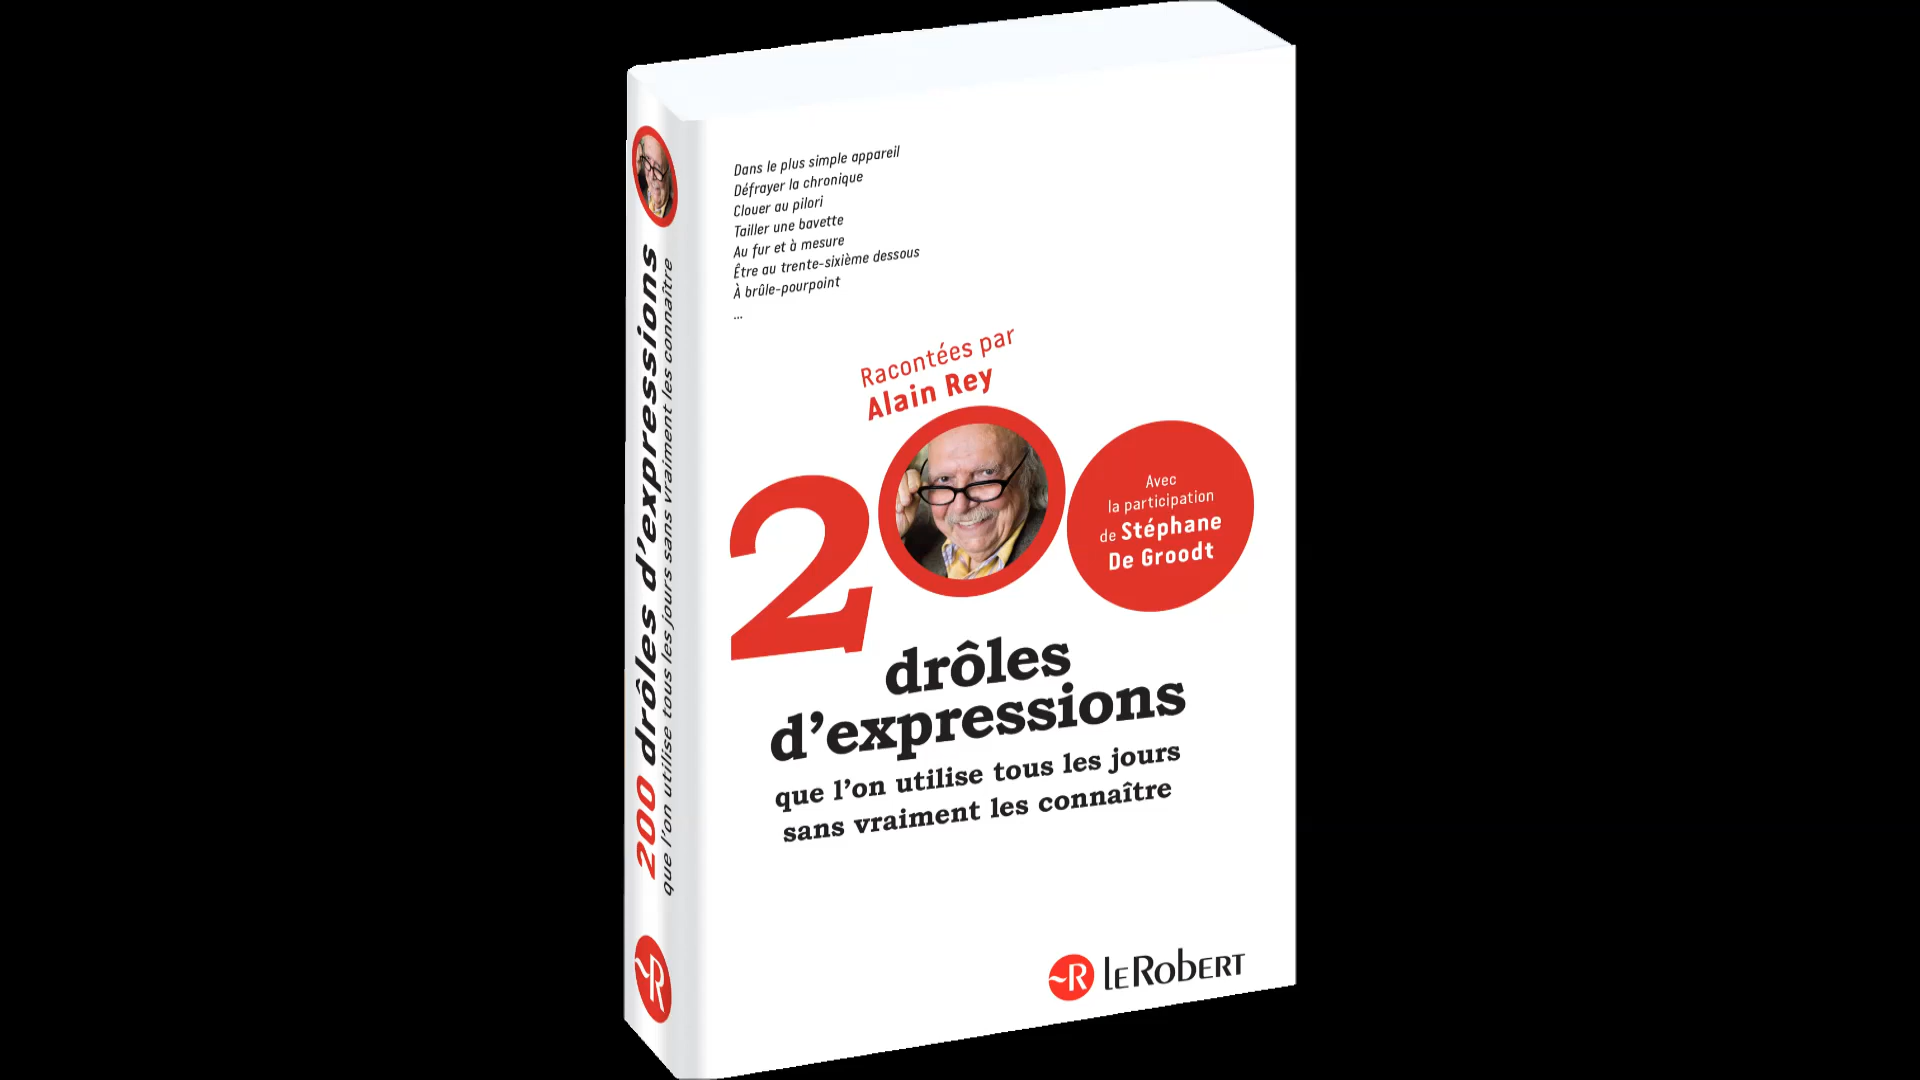 Dans le plus simple appareil
Défrayer la chronique
Clouer au pilori
Tailler une bavette
Au fur et à mesure
Être au trente-sixième dessous
À brûle-pourpoint
...
Racontées par
Alain Rey
200
Avec
la participation
de Stéphane
De Groodt
drôles
d'expressions
que l'on utilise tous les jours
sans vraiment les connaître
~R LE ROBERT
200 drôles d'expressions
que l'on utilise tous les jours sans vraiment les connaître
~R